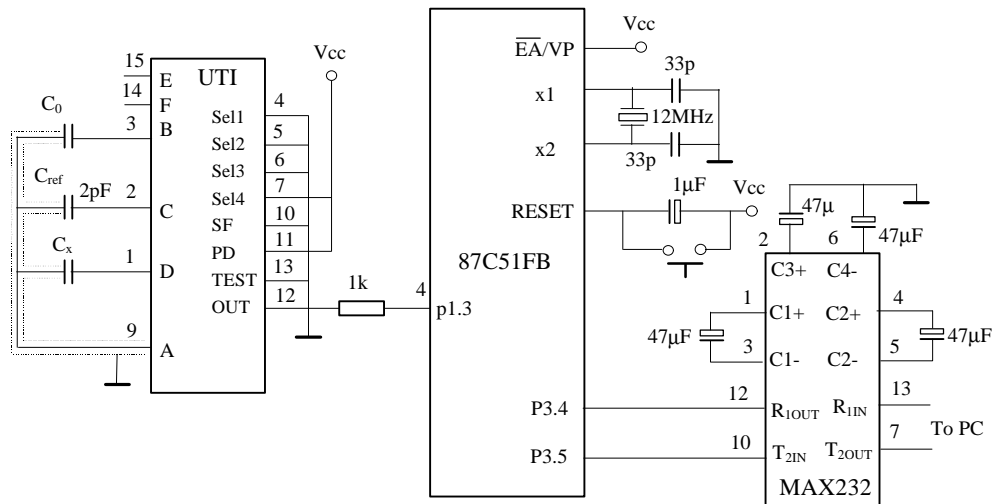 UTI
15
E
14
F
C0
3
B
Cref
2pF
2
C
Cx
1
D
9
A
Sel1
4
Sel2
5
Sel3
6
Sel4
7
SF
10
PD
11
TEST
13
OUT
12
Vcc
1k
4
p1.3
87C51FB
EA/VP
Vcc
x1
33p
12MHz
x2
33p
RESET
1µF
Vcc
P3.4
P3.5
47µ
47µF
2
6
C3+
C4-
1
C1+
C2+
4
47µF
47µF
3
C1-
C2-
5
12
R1OUT
R1IN
13
To PC
10
T2IN
T2OUT
7
MAX232